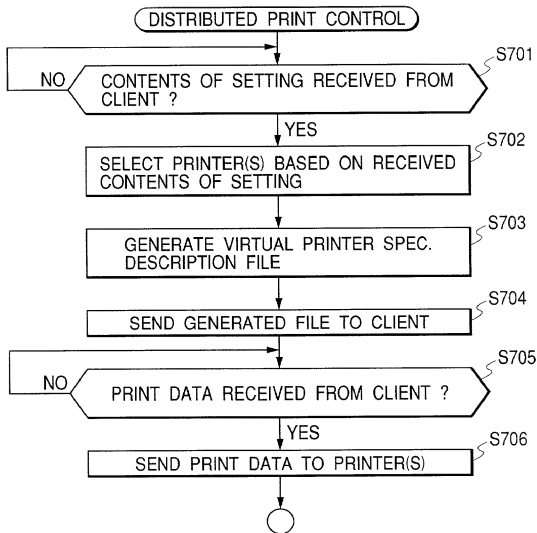 DISTRIBUTED PRINT CONTROL
S701
NO
CONTENTS OF SETTING RECEIVED FROM
CLIENT ?
YES
S702
SELECT PRINTER(S) BASED ON RECEIVED
CONTENTS OF SETTING
S703
GENERATE VIRTUAL PRINTER SPEC.
DESCRIPTION FILE
S704
SEND GENERATED FILE TO CLIENT
S705
NO
PRINT DATA RECEIVED FROM CLIENT ?
YES
S706
SEND PRINT DATA TO PRINTER(S)